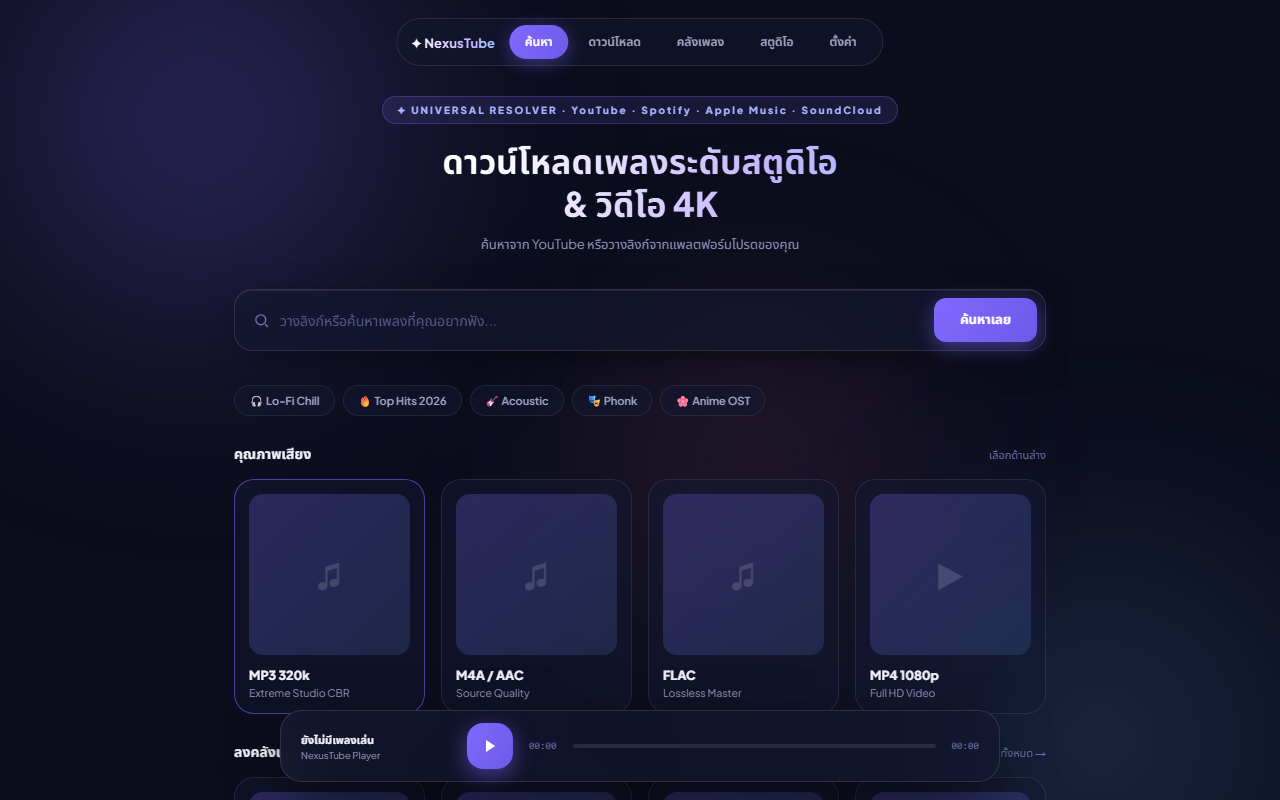 ✦ NexusTube ค้นหา ดาวน์โหลด คลังเพลง สตูดิโอ ตั้งค่า
✦ UNIVERSAL RESOLVER · YouTube · Spotify · Apple Music · SoundCloud
ดาวน์โหลดเพลงระดับสตูดิโอ
& วิดีโอ 4K
ค้นหาจาก YouTube หรือวางลิงก์จากแพลตฟอร์มโปรดของคุณ
วางลิงก์หรือค้นหาเพลงที่คุณอยากฟัง... ค้นหาเลย
🎧 Lo-Fi Chill 🔥 Top Hits 2026 🎸 Acoustic 🎭 Phonk 🌸 Anime OST
คุณภาพเสียง เลือกด้านล่าง
MP3 320k M4A / AAC FLAC MP4 1080p
Extreme Studio CBR Source Quality Lossless Master Full HD Video
ยังไม่มีเพลงเล่น
NexusTube Player
00:00 00:00
ทั้งหมด →